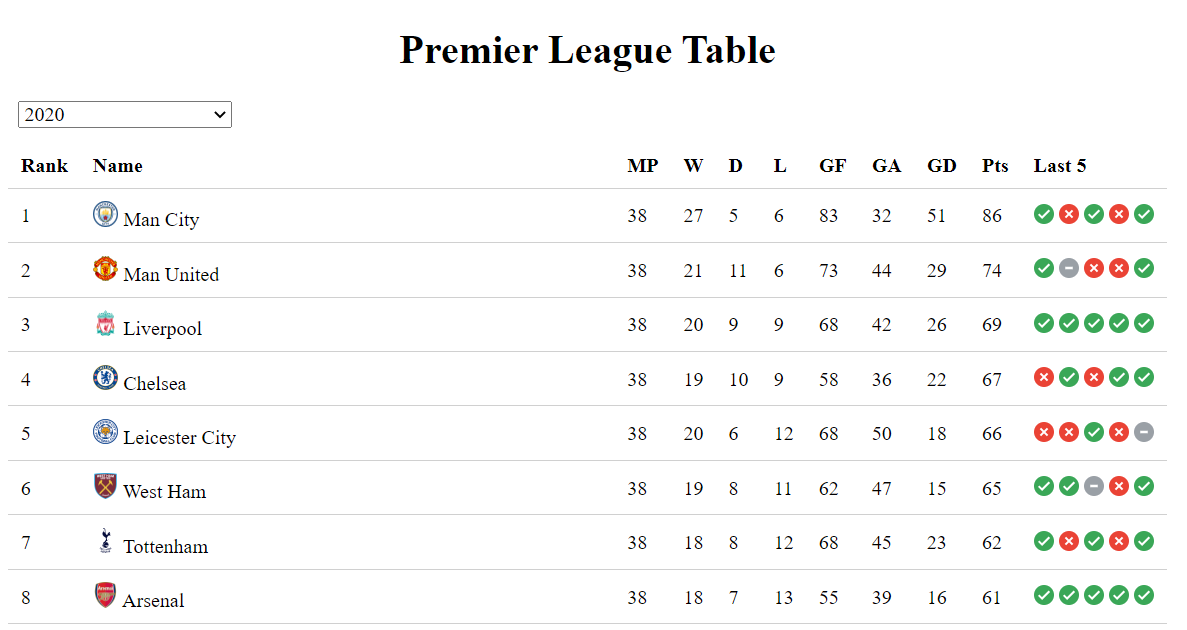 Premier League Table
2020
Rank Name MP W D L GF GA GD Pts Last 5
1 Man City 38 27 5 6 83 32 51 86
2 Man United 38 21 11 6 73 44 29 74
3 Liverpool 38 20 9 9 68 42 26 69
4 Chelsea 38 19 10 9 58 36 22 67
5 Leicester City 38 20 6 12 68 50 18 66
6 West Ham 38 19 8 11 62 47 15 65
7 Tottenham 38 18 8 12 68 45 23 62
8 Arsenal 38 18 7 13 55 39 16 61